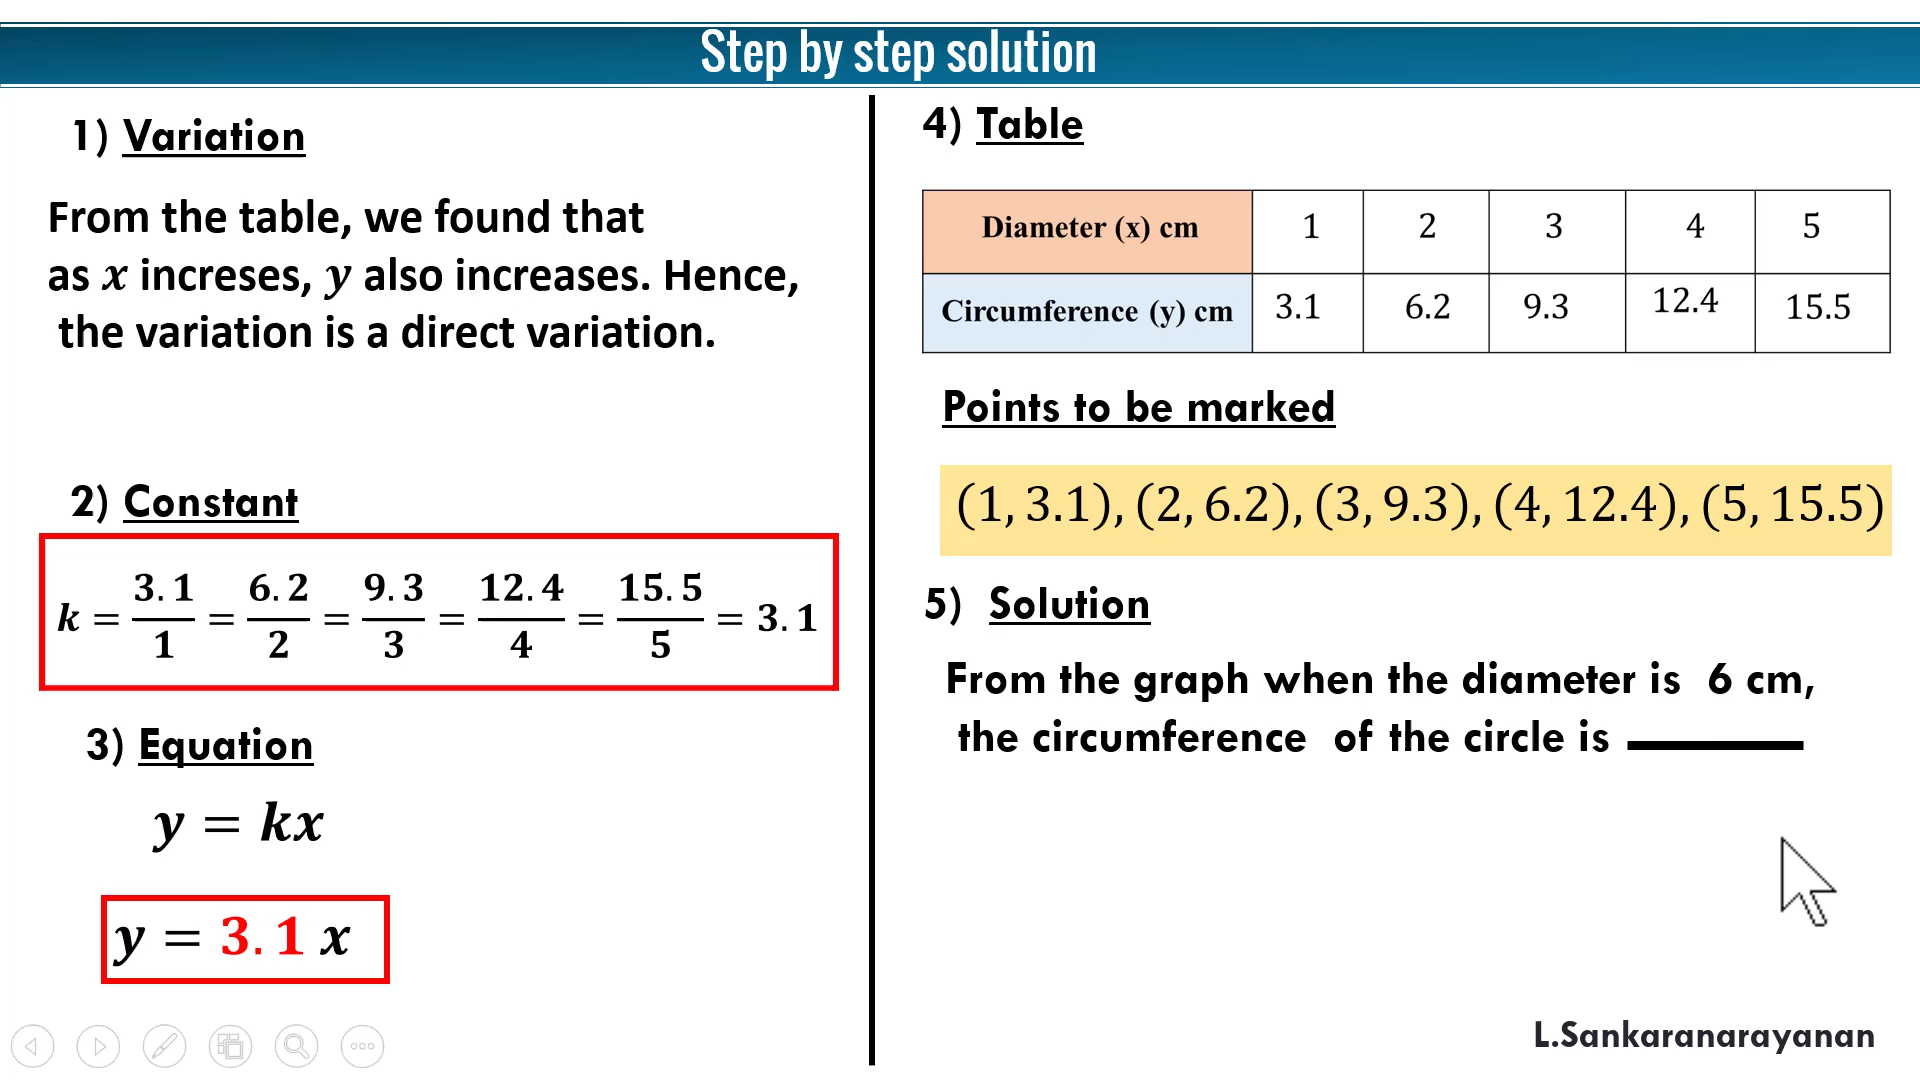 Step by step solution
1) Variation
From the table, we found that
as x increses, y also increases. Hence,
the variation is a direct variation.
2) Constant
k = 3.1/1 = 6.2/2 = 9.3/3 = 12.4/4 = 15.5/5 = 3.1
3) Equation
y = kx
y = 3.1 x
4) Table
Diameter (x) cm 1 2 3 4 5
Circumference (y) cm 3.1 6.2 9.3 12.4 15.5
Points to be marked
(1, 3.1), (2, 6.2), (3, 9.3), (4, 12.4), (5, 15.5)
5) Solution
From the graph when the diameter is 6 cm,
the circumference of the circle is
L.Sankaranarayanan